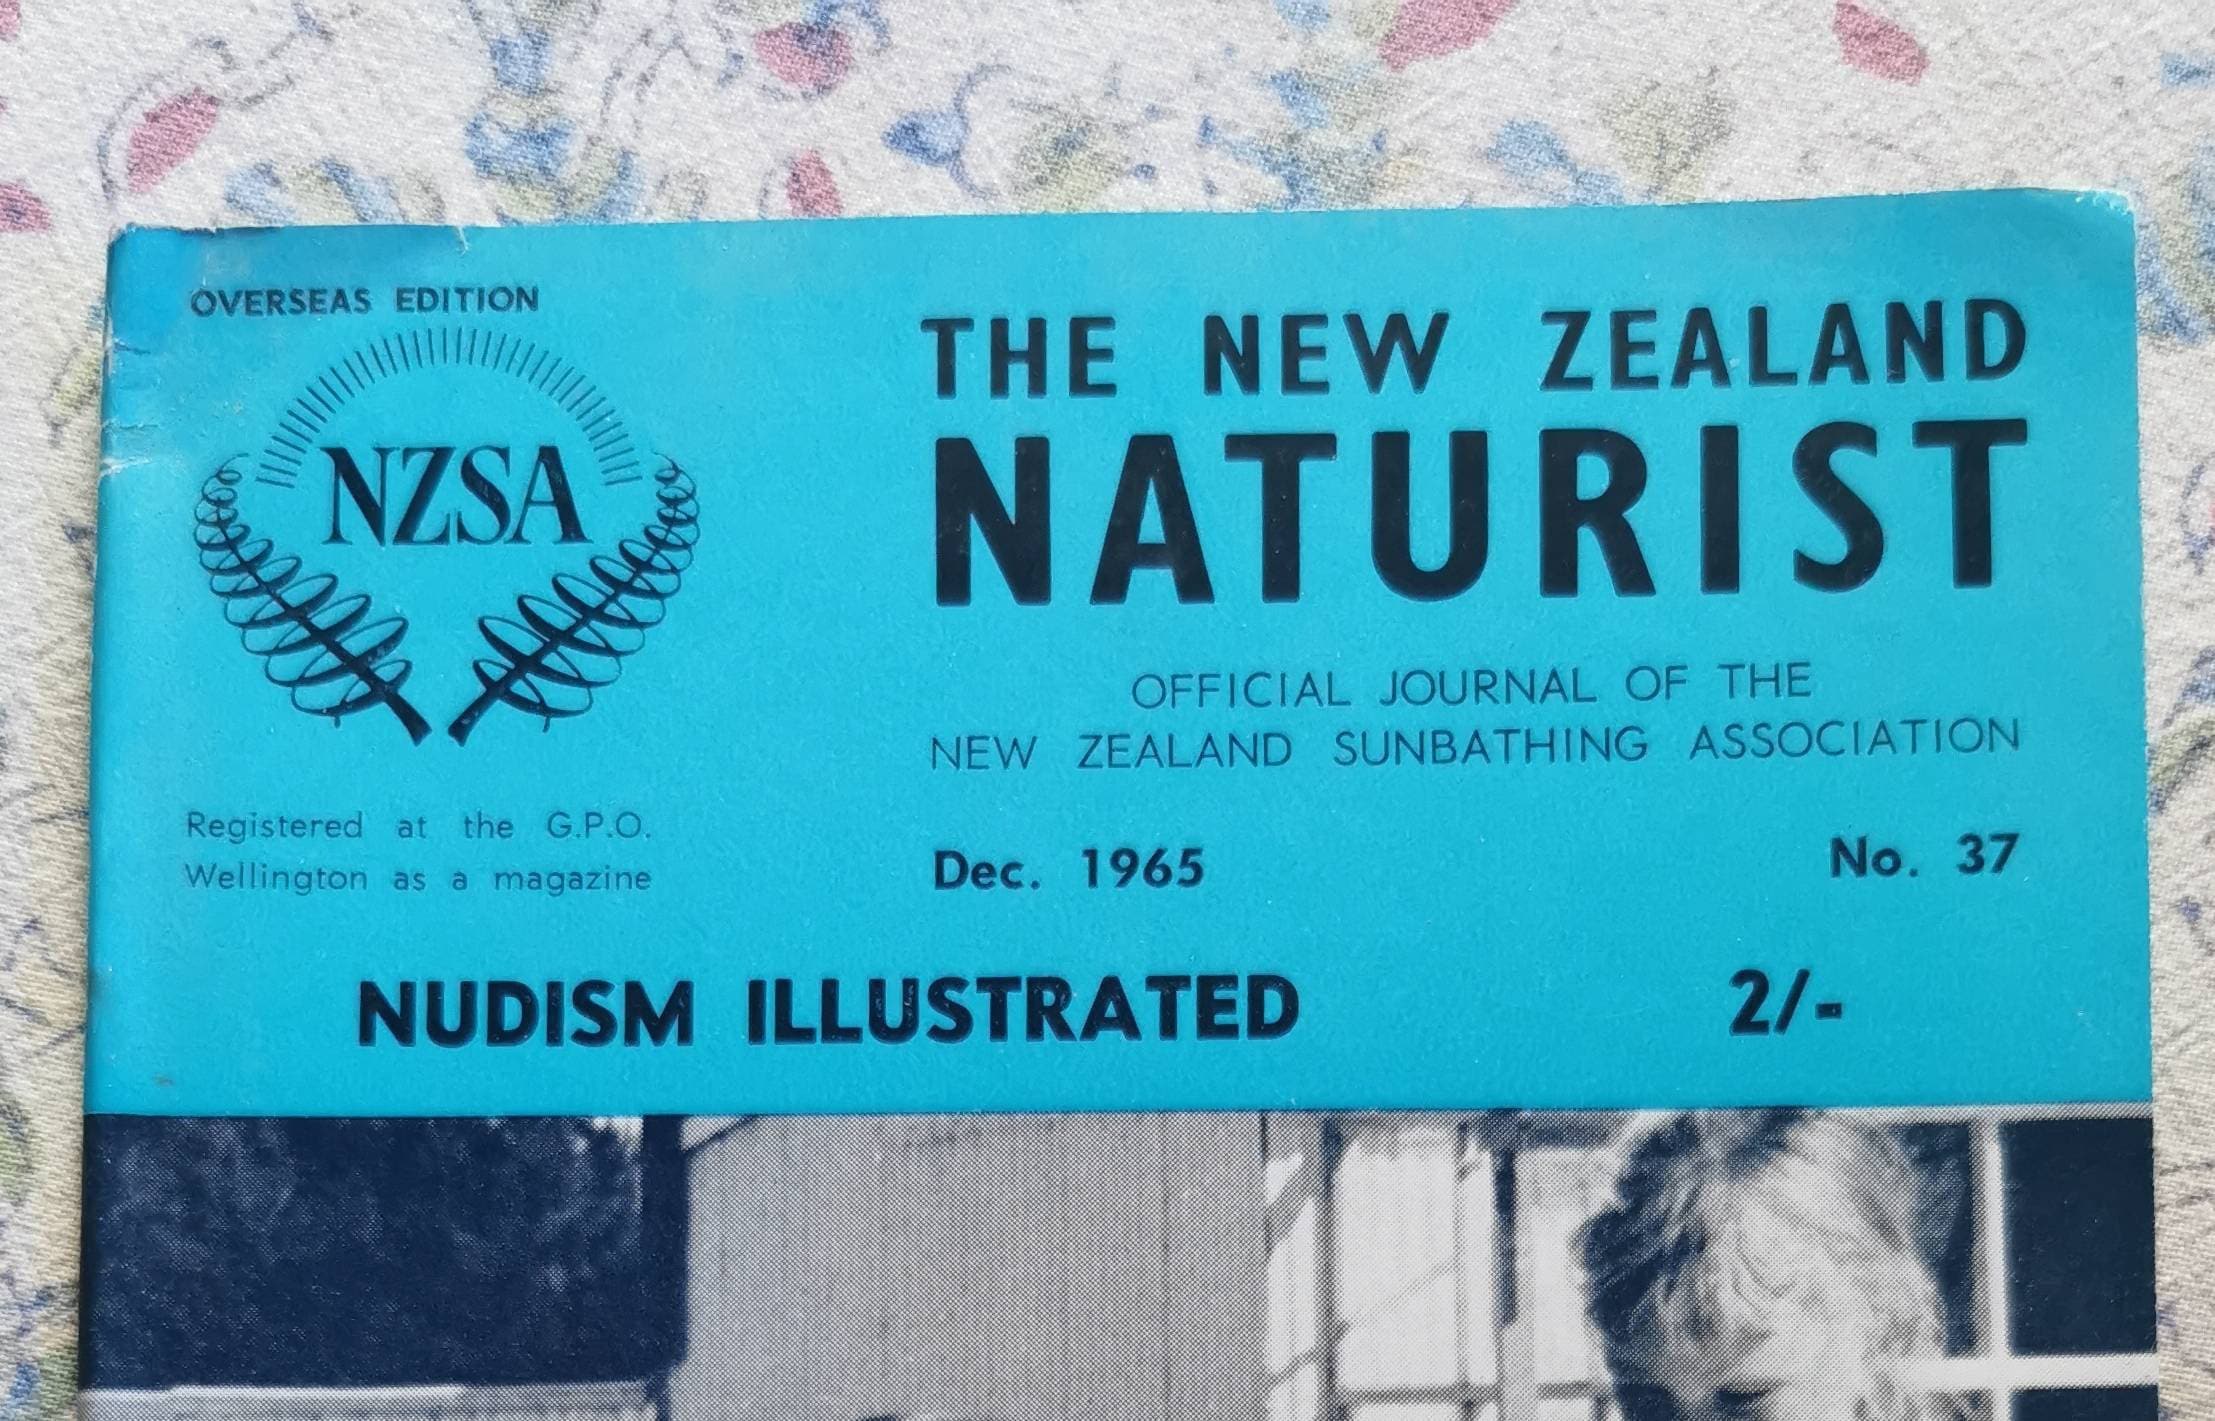 OVERSEAS EDITION
NZSA
Registered at the G.P.O.
Wellington as a magazine
THE NEW ZEALAND
NATURIST
OFFICIAL JOURNAL OF THE
NEW ZEALAND SUNBATHING ASSOCIATION
Dec. 1965 No. 37
NUDISM ILLUSTRATED 2/-